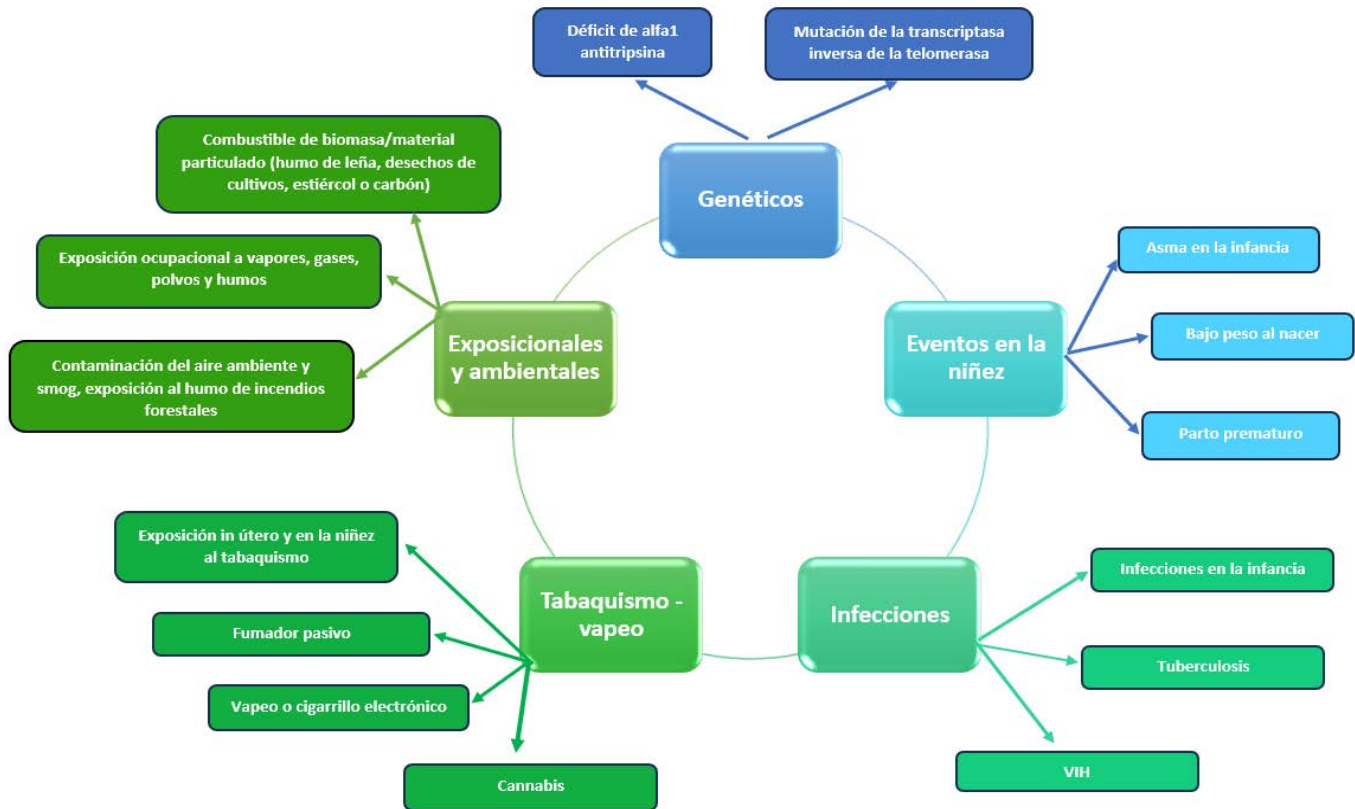 Déficit de alfa1
antitripsina
Mutación de la transcriptasa
inversa de la telomerasa
Genéticos
Combustible de biomasa/material
particulado (humo de leña, desechos de
cultivos, estiércol o carbón)
Exposición ocupacional a vapores, gases,
polvos y humos
Contaminación del aire ambiente y
smog, exposición al humo de incendios
forestales
Exposicionales
y ambientales
Eventos en la
niñez
Asma en la infancia
Bajo peso al nacer
Parto prematuro
Exposición in útero y en la niñez
al tabaquismo
Fumador pasivo
Vapeo o cigarrillo electrónico
Cannabis
Tabaquismo -
vapeo
Infecciones
Infecciones en la infancia
Tuberculosis
VIH